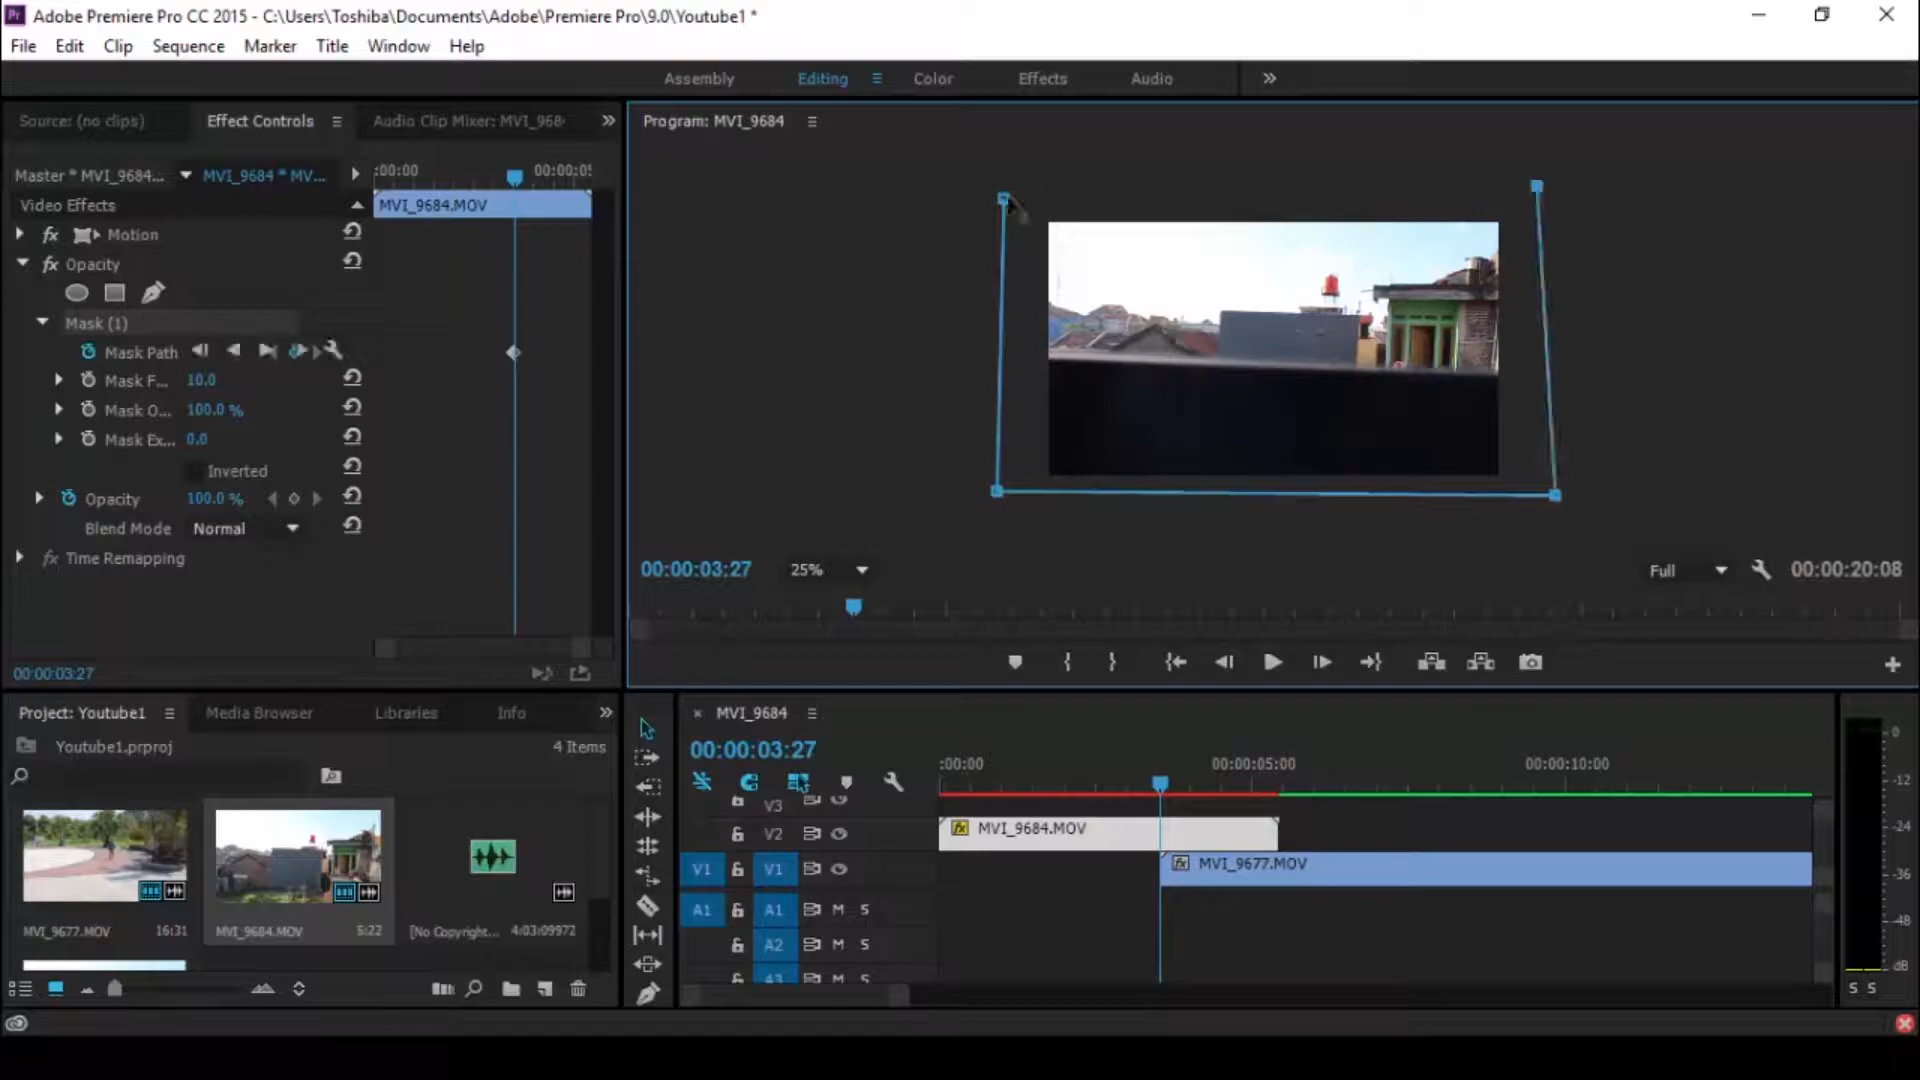 Adobe Premiere Pro CC 2015 - C:\Users\Toshiba\Documents\Adobe\Premiere Pro\9.0\Youtube1 *
File Edit Clip Sequence Marker Title Window Help
Assembly Editing Color Effects Audio
Source: (no clips) Effect Controls Audio Clip Mixer: MVI_968
Program: MVI_9684
Master * MVI_9684... MVI_9684 * MV...
:00:00 00:00:05
Video Effects
MVI_9684.MOV
fx Motion
fx Opacity
Mask (1)
Mask Path
Mask F... 10.0
Mask O... 100.0 %
Mask Ex... 0.0
Inverted
Opacity 100.0 %
Blend Mode Normal
fx Time Remapping
00:00:03:27
00:00:03:27 25% Full 00:00:20:08
Project: Youtube1 Media Browser Libraries Info
Youtube1.prproj 4 Items
MVI_9677.MOV 16:31
MVI_9684.MOV 5:22
[No Copyright... 4:03:09972
MVI_9684
00:00:03:27
:00:00 00:00:05:00 00:00:10:00
V3
V2
fx MVI_9684.MOV
V1 V1
fx MVI_9677.MOV
A1 A1 M S
A2 M S
A3 M S
0
-12
-24
-36
-48
dB
S S